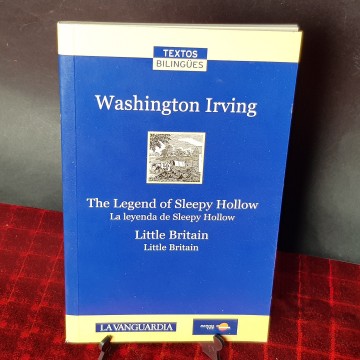 TEXTOS
BILINGÜES
Washington Irving
The Legend of Sleepy Hollow
La leyenda de Sleepy Hollow
Little Britain
Little Britain
LA VANGUARDIA